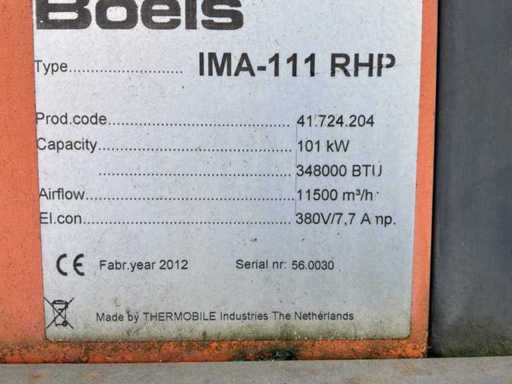 Boels
Type........................ IMA-111 RHP
Prod.code........................................ 41.724.204
Capacity.......................................... 101 kW
.......................................... 348000 BTU
Airflow............................................. 11500 m³/h
El.con.............................................. 380V/7,7 Amp.
CE Fabr.year 2012 Serial nr: 56.0030
Made by THERMOBILE Industries The Netherlands